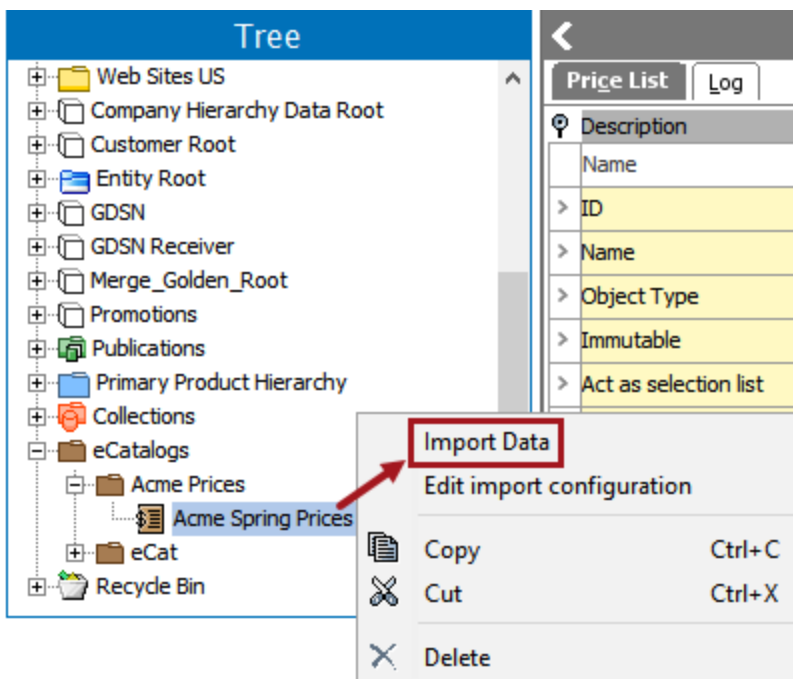 Tree
Web Sites US
Company Hierarchy Data Root
Customer Root
Entity Root
GDSN
GDSN Receiver
Merge_Golden_Root
Promotions
Publications
Primary Product Hierarchy
Collections
eCatalogs
Acme Prices
Acme Spring Prices
eCat
Recycle Bin
Price List
Log
Description
Name
ID
Name
Object Type
Immutable
Act as selection list
Import Data
Edit import configuration
Copy Ctrl+C
Cut Ctrl+X
Delete